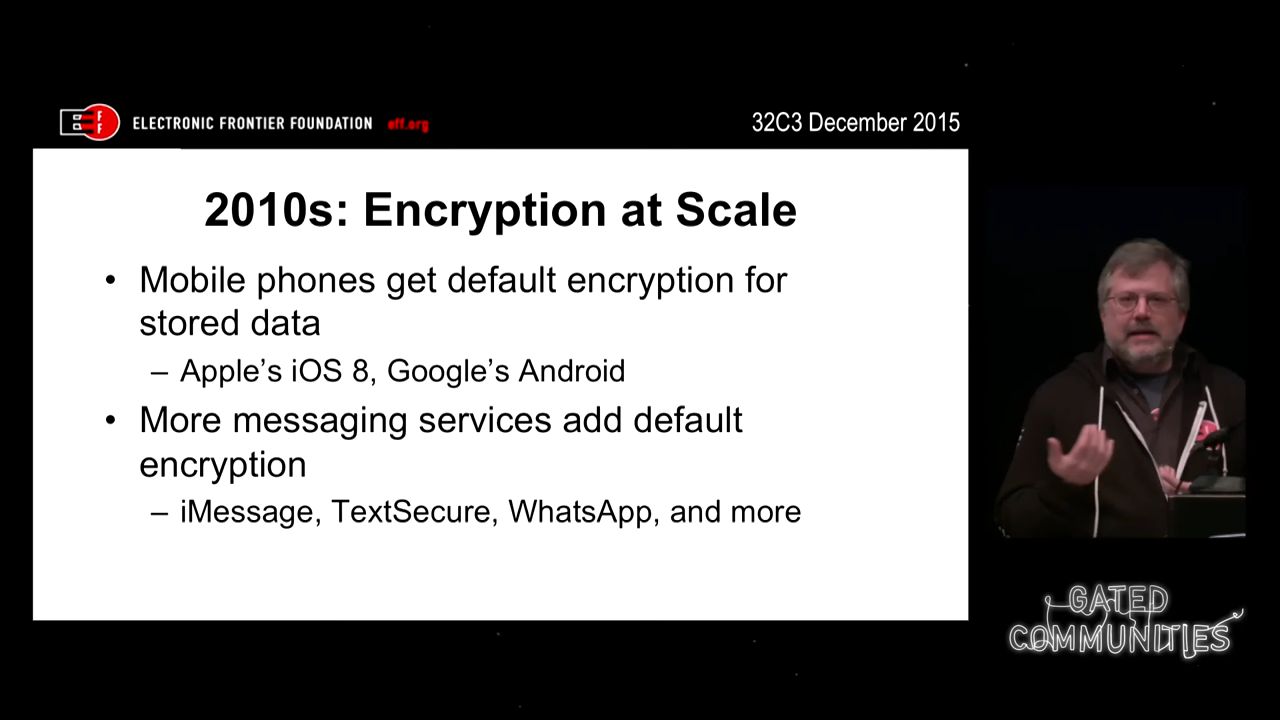 ELECTRONIC FRONTIER FOUNDATION eff.org
32C3 December 2015
2010s: Encryption at Scale
• Mobile phones get default encryption for
stored data
– Apple’s iOS 8, Google’s Android
• More messaging services add default
encryption
– iMessage, TextSecure, WhatsApp, and more
GATED
COMMUNITIES